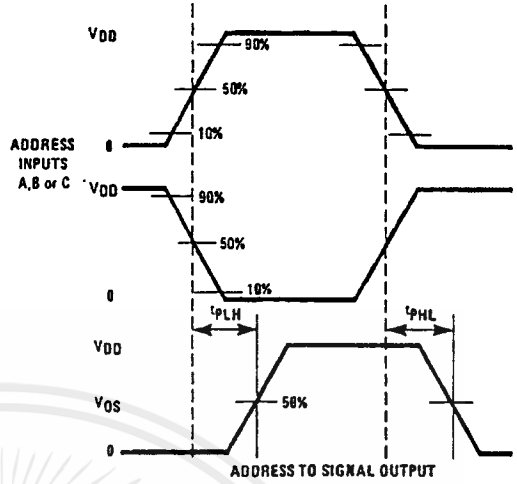 VDD
90%
50%
10%
ADDRESS
INPUTS
A,B or C
0
VDD
90%
50%
10%
0
tPLH
tPHL
VDD
VOS
50%
0
ADDRESS TO SIGNAL OUTPUT